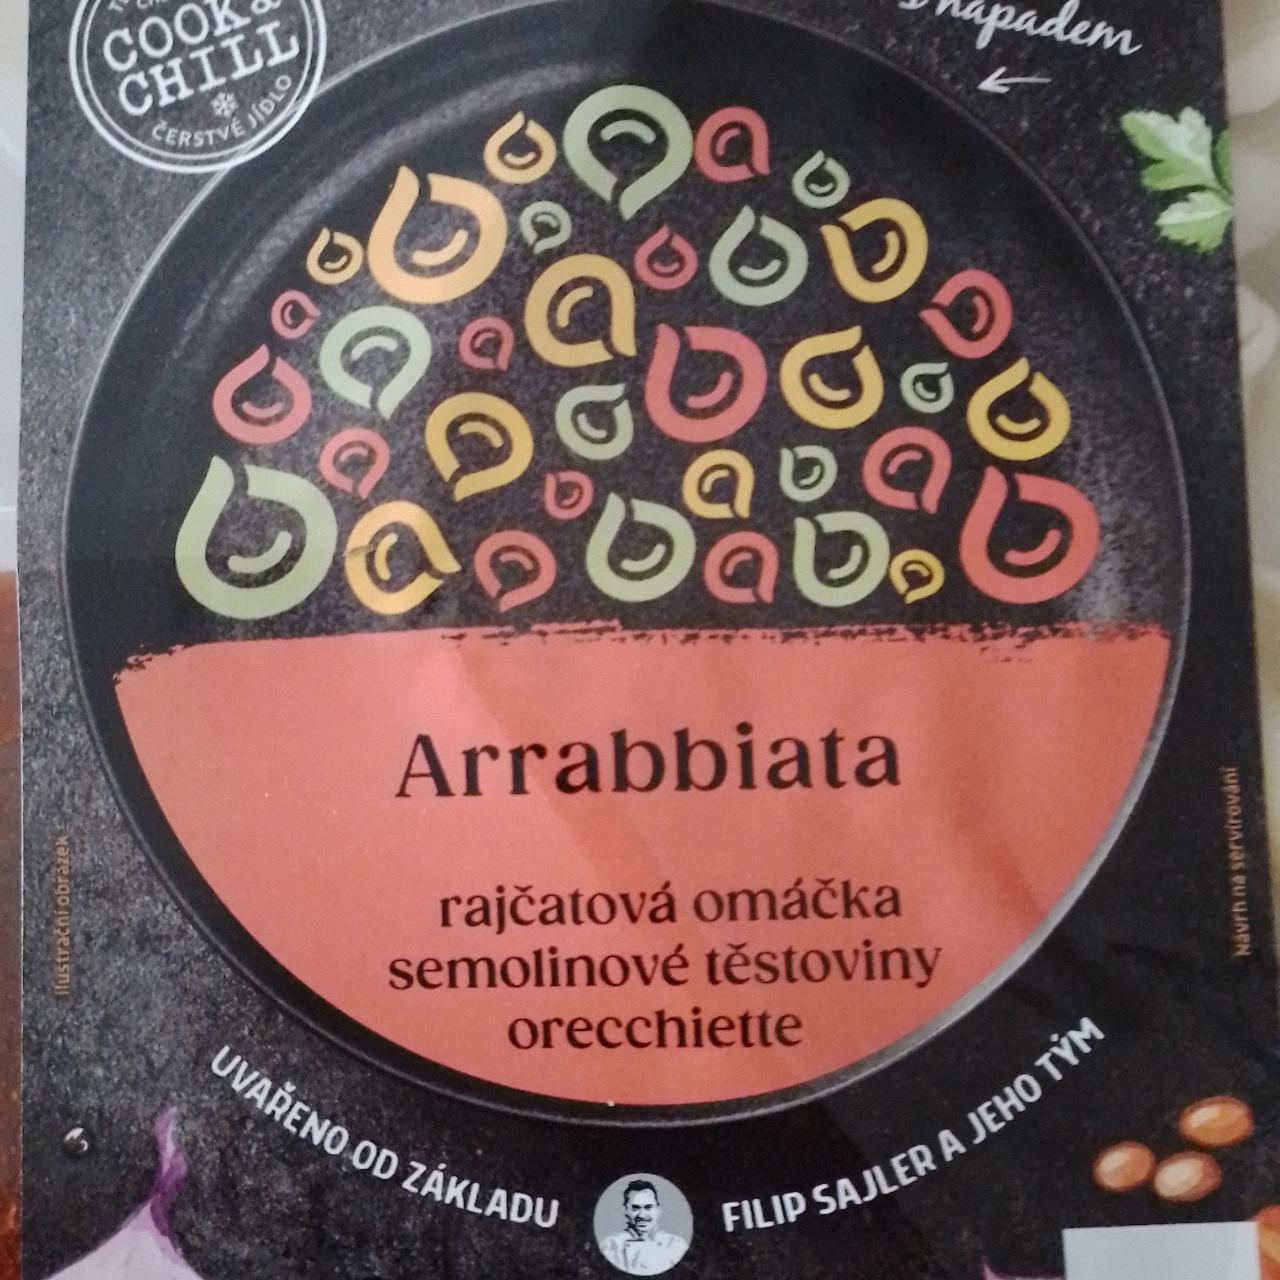 COOK &
CHILL
ČERSTVÉ JÍDLO
nápadem
Arrabbiata
rajčatová omáčka
semolinové těstoviny
orecchiette
ilustrační obrázek
Návrh na servírování
UVAŘENO OD ZÁKLADU
FILIP SAJLER A JEHO TÝM